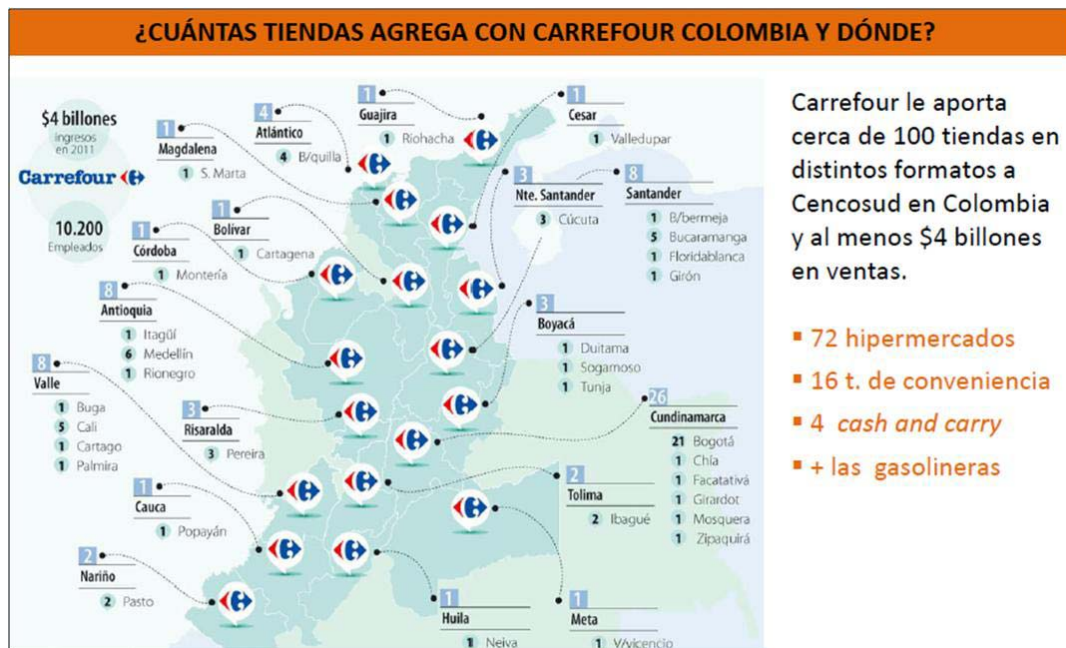 ¿CUÁNTAS TIENDAS AGREGA CON CARREFOUR COLOMBIA Y DÓNDE?
$4 billones
ingresos
en 2011
Carrefour
10.200
Empleados
1
Magdalena
1 S. Marta
4
Atlántico
4 B/quilla
1
Guajira
1 Riohacha
1
Cesar
1 Valledupar
3
Nte. Santander
3 Cúcuta
8
Santander
1 B/bermeja
5 Bucaramanga
1 Floridablanca
1 Girón
1
Córdoba
1 Montería
1
Bolívar
1 Cartagena
8
Antioquia
1 Itagüí
6 Medellín
1 Rionegro
3
Boyacá
1 Duitama
1 Sogamoso
1 Tunja
8
Valle
1 Buga
5 Cali
1 Cartago
1 Palmira
3
Risaralda
3 Pereira
26
Cundinamarca
21 Bogotá
1 Chía
1 Facatativá
1 Girardot
1 Mosquera
1 Zipaquirá
1
Cauca
1 Popayán
2
Tolima
2 Ibagué
2
Nariño
2 Pasto
1
Huila
1 Neiva
1
Meta
1 V/vicencio
Carrefour le aporta
cerca de 100 tiendas en
distintos formatos a
Cencosud en Colombia
y al menos $4 billones
en ventas.
▪ 72 hipermercados
▪ 16 t. de conveniencia
▪ 4 cash and carry
▪ + las gasolineras